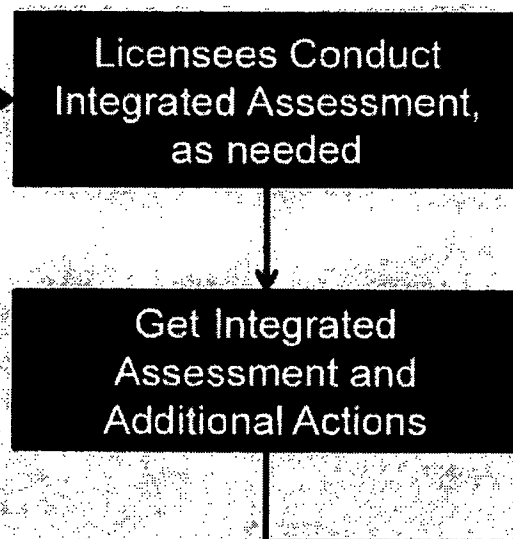 Licensees Conduct
Integrated Assessment,
as needed
Get Integrated
Assessment and
Additional Actions